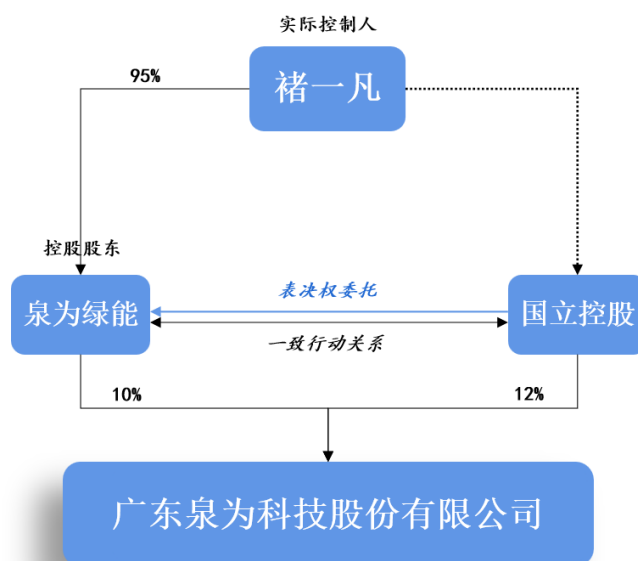 实际控制人
95%
褚一凡
控股股东
泉为绿能
表决权委托
国立控股
一致行动关系
10%
12%
广东泉为科技股份有限公司